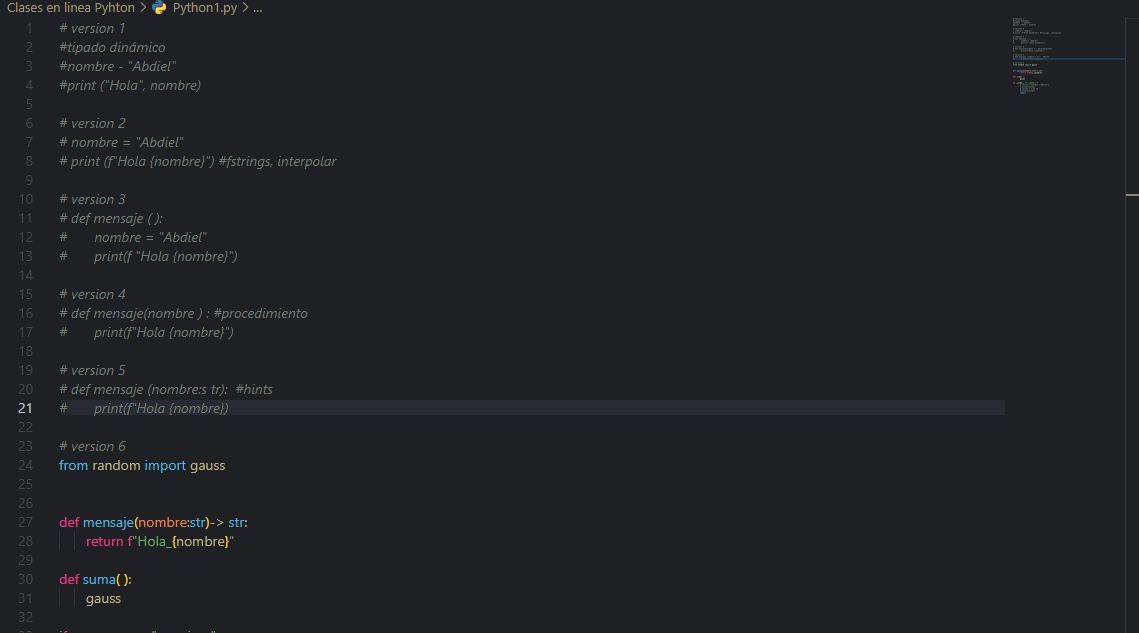 Clases en linea Pyhton > Python1.py > ...
1 # version 1
2 #tipado dinámico
3 #nombre - "Abdiel"
4 #print ("Hola", nombre)
5
6 # version 2
7 # nombre = "Abdiel"
8 # print (f"Hola {nombre}") #fstrings, interpolar
9
10 # version 3
11 # def mensaje ( ):
12 # nombre = "Abdiel"
13 # print(f "Hola {nombre}")
14
15 # version 4
16 # def mensaje(nombre ) : #procedimiento
17 # print(f"Hola {nombre}")
18
19 # version 5
20 # def mensaje (nombre:s tr): #hints
21 # print(f"Hola {nombre})
22
23 # version 6
24 from random import gauss
25
26
27 def mensaje(nombre:str)-> str:
28 return f"Hola_{nombre}"
29
30 def suma( ):
31 gauss
32